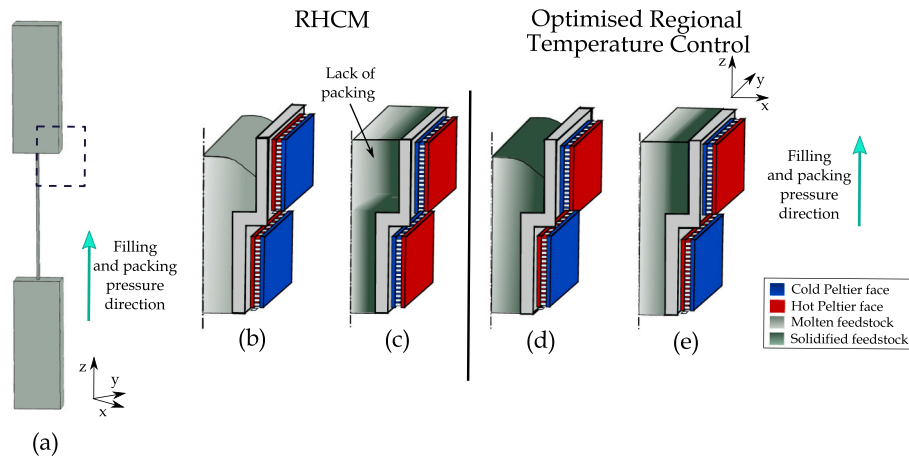 RHCM
Optimised Regional
Temperature Control
Lack of
packing
z
y
x
Filling
and packing
pressure
direction
Filling
and packing
pressure
direction
z
y
x
Cold Peltier face
Hot Peltier face
Molten feedstock
Solidified feedstock
(a)
(b)
(c)
(d)
(e)